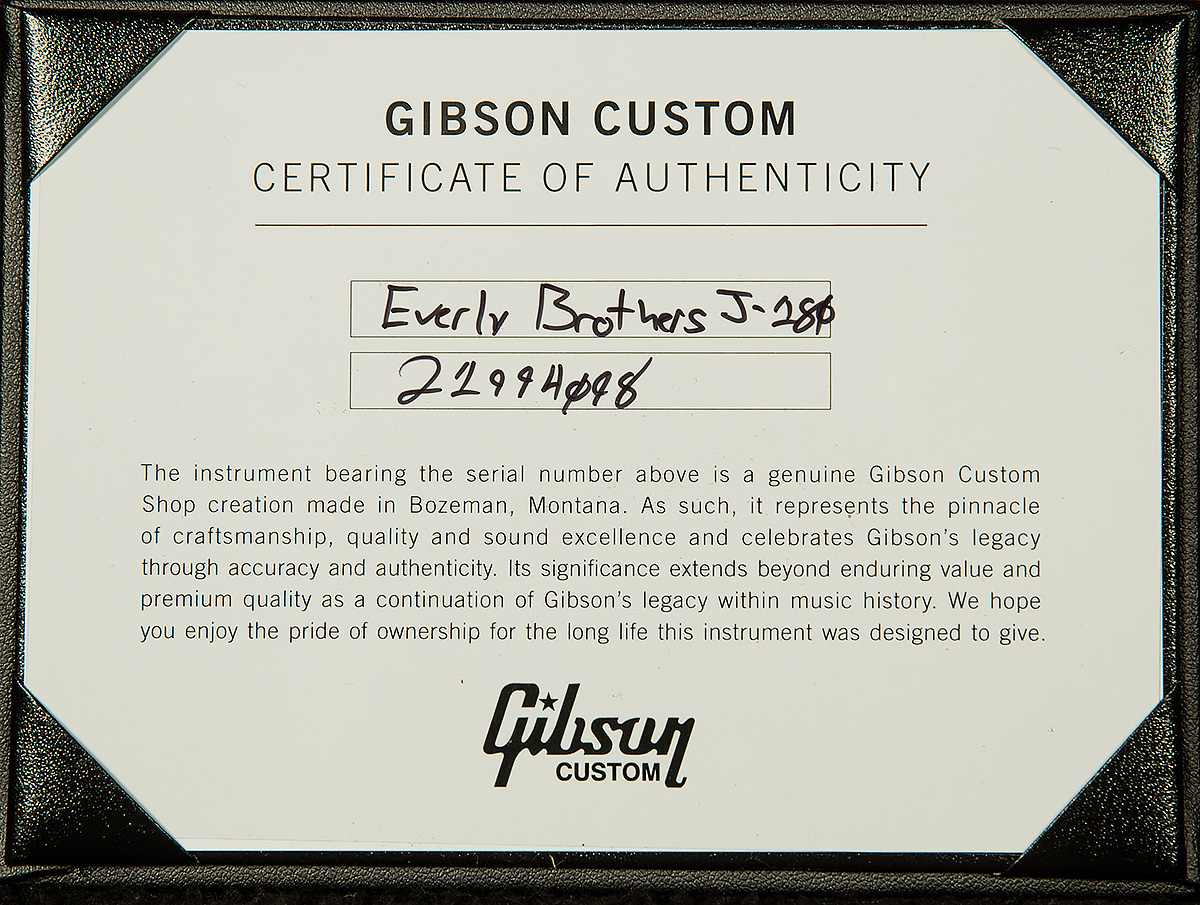 GIBSON CUSTOM
CERTIFICATE OF AUTHENTICITY
Everly Brothers J-180
21994098
The instrument bearing the serial number above is a genuine Gibson Custom
Shop creation made in Bozeman, Montana. As such, it represents the pinnacle
of craftsmanship, quality and sound excellence and celebrates Gibson's legacy
through accuracy and authenticity. Its significance extends beyond enduring value and
premium quality as a continuation of Gibson's legacy within music history. We hope
you enjoy the pride of ownership for the long life this instrument was designed to give.
Gibson
CUSTOM